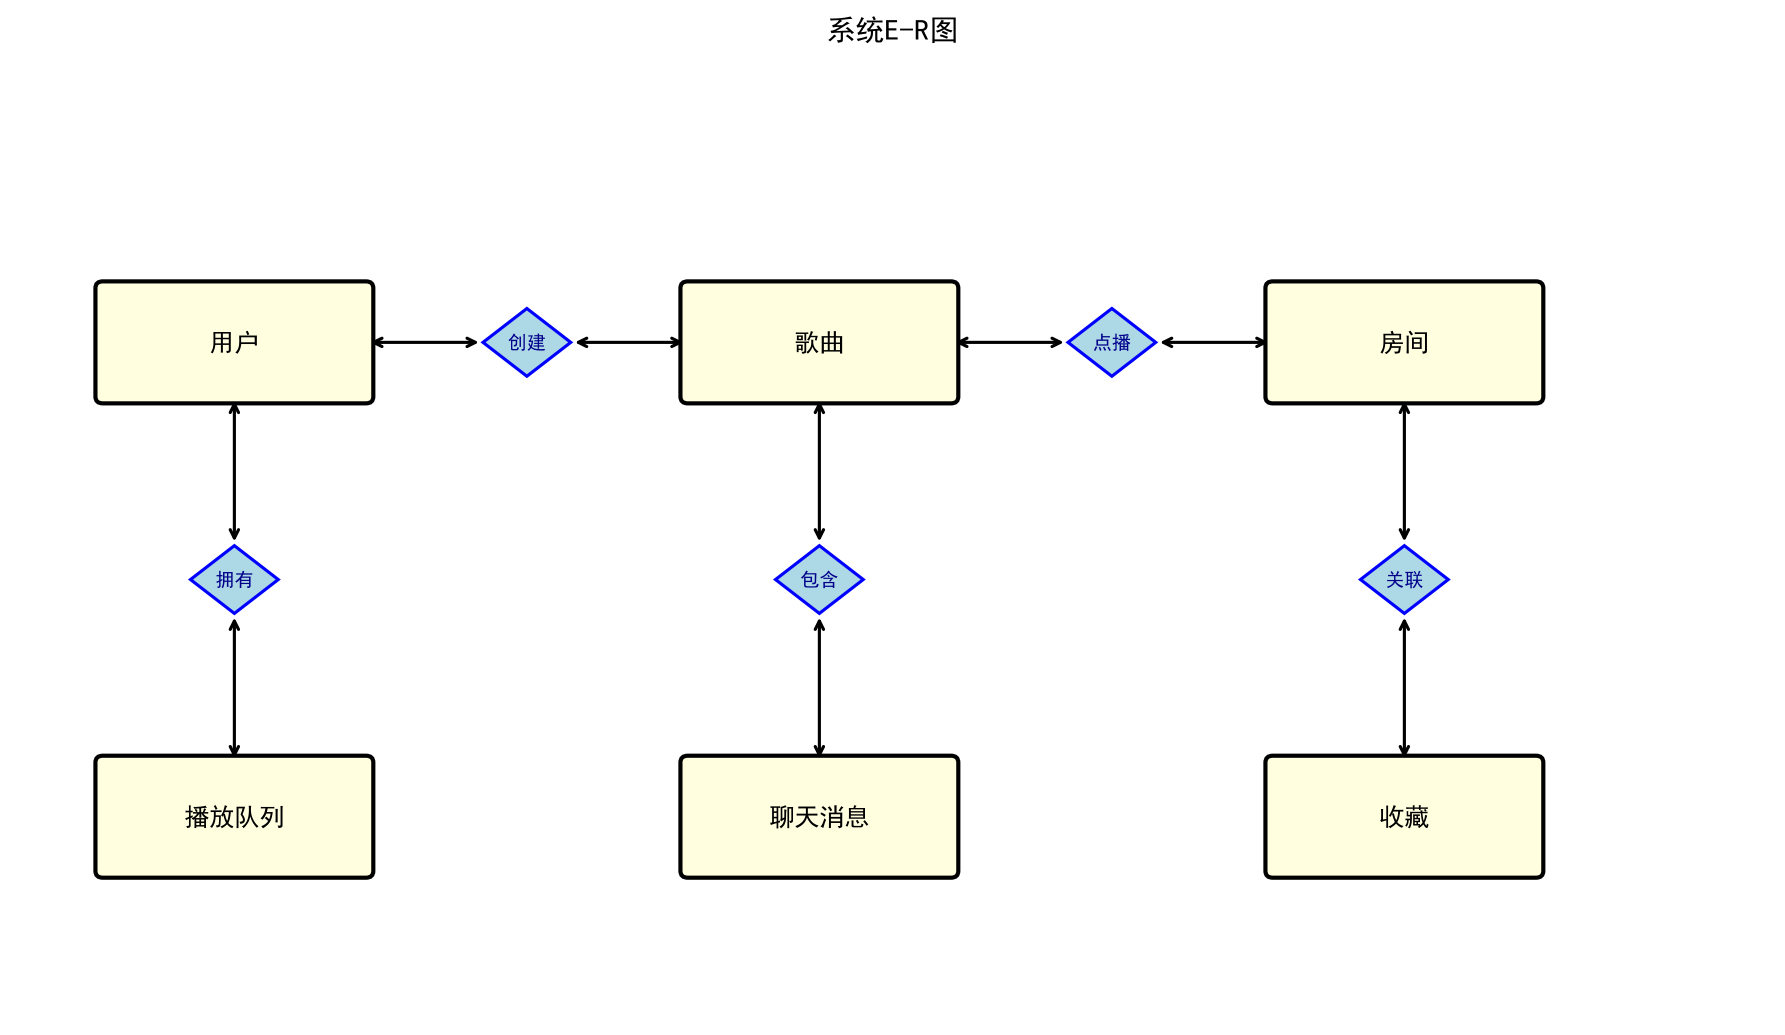 系统E-R图
用户
创建
歌曲
点播
房间
拥有
包含
关联
播放队列
聊天消息
收藏